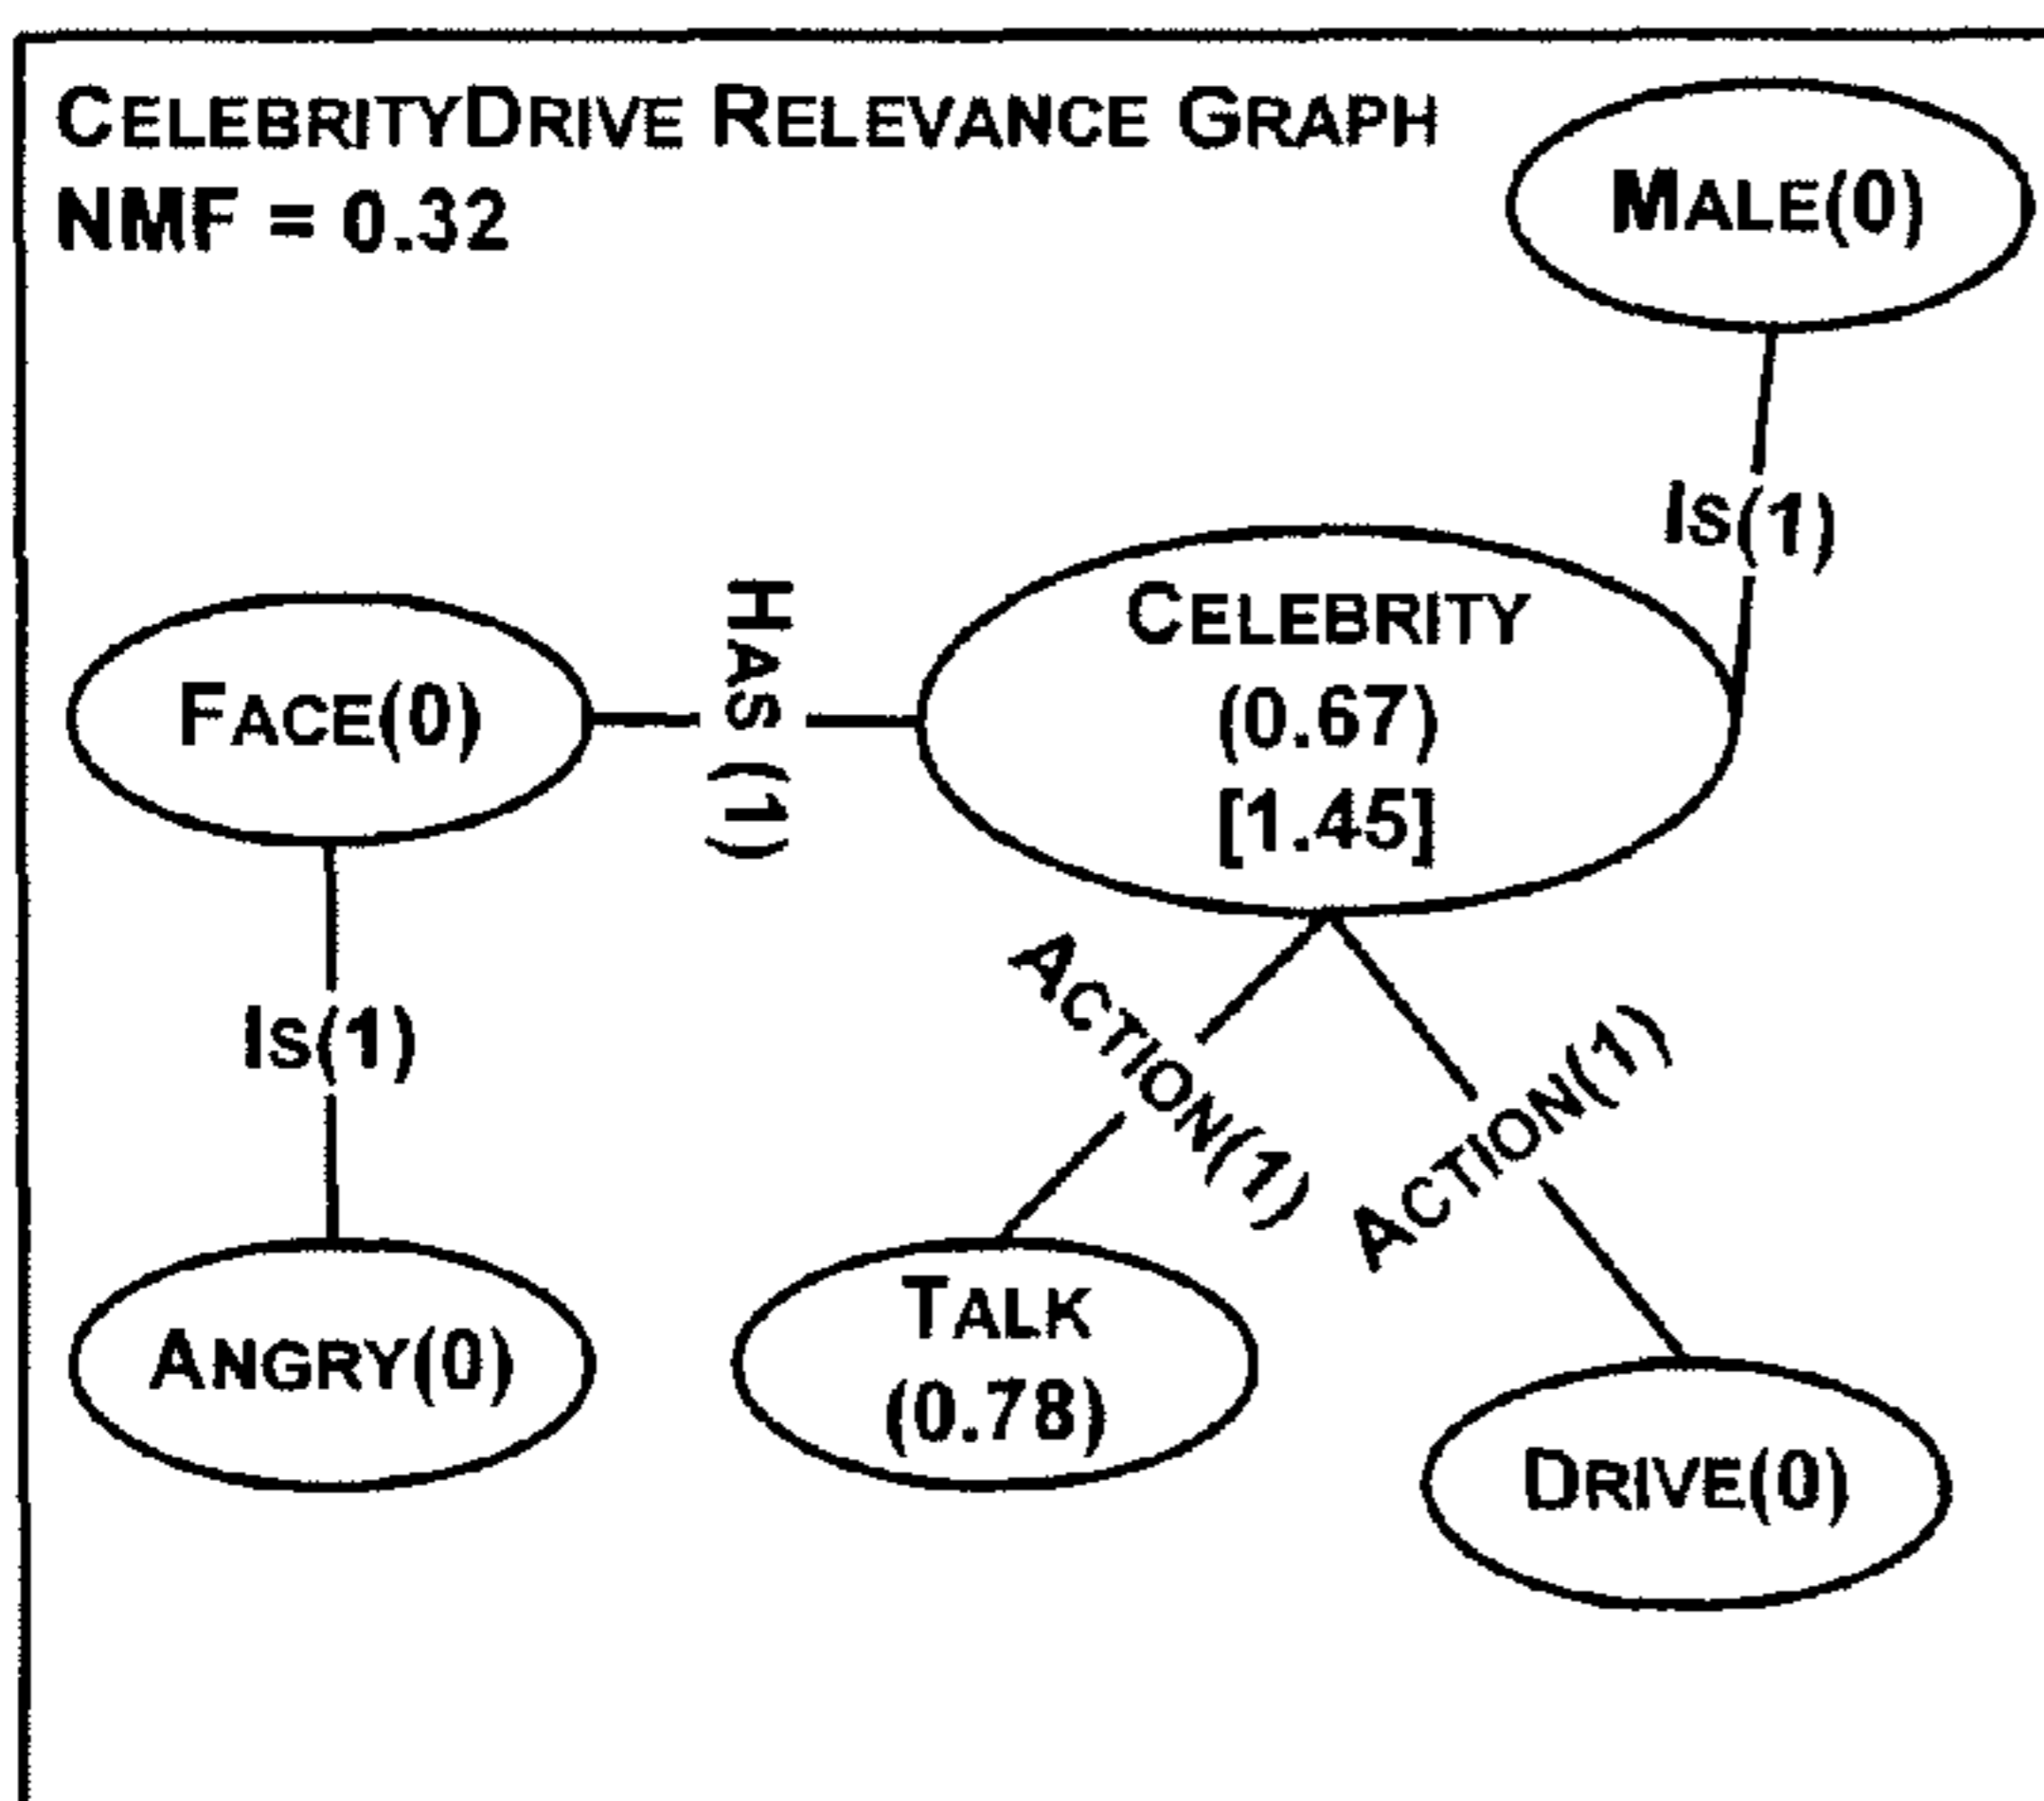 CELEBRITYDRIVE RELEVANCE GRAPH
NMF = 0.32
MALE(0)
IS(1)
CELEBRITY
(0.67)
[1.45]
HAS (1)
FACE(0)
IS(1)
ACTION(1)
ACTION(1)
ANGRY(0)
TALK
(0.78)
DRIVE(0)